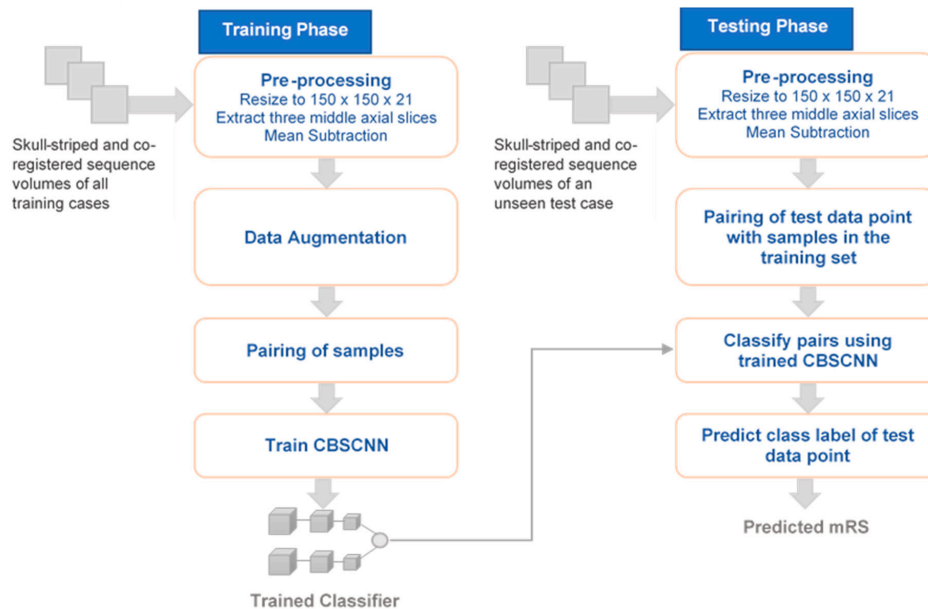 Training Phase
Pre-processing
Resize to 150 x 150 x 21
Extract three middle axial slices
Mean Subtraction
Skull-striped and co-
registered sequence
volumes of all
training cases
Data Augmentation
Pairing of samples
Train CBSCNN
Trained Classifier
Testing Phase
Pre-processing
Resize to 150 x 150 x 21
Extract three middle axial slices
Mean Subtraction
Skull-striped and co-
registered sequence
volumes of an
unseen test case
Pairing of test data point
with samples in the
training set
Classify pairs using
trained CBSCNN
Predict class label of test
data point
Predicted mRS